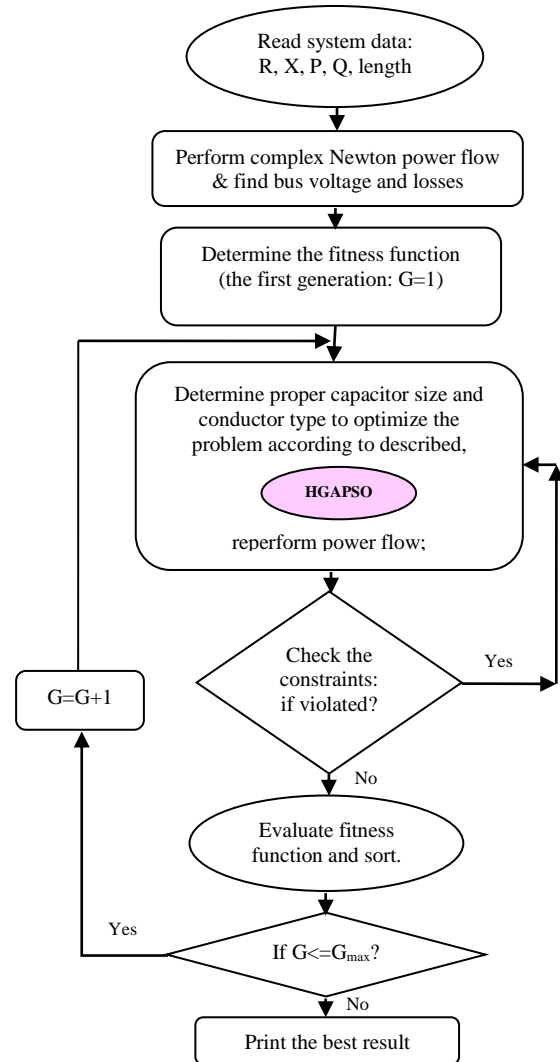 Read system data:
R, X, P, Q, length
Perform complex Newton power flow
& find bus voltage and losses
Determine the fitness function
(the first generation: G=1)
Determine proper capacitor size and
conductor type to optimize the
problem according to described,
HGAPSO
reperform power flow;
Check the
constraints:
if violated?
Yes
G=G+1
No
Evaluate fitness
function and sort.
Yes
If G<=Gmax?
No
Print the best result